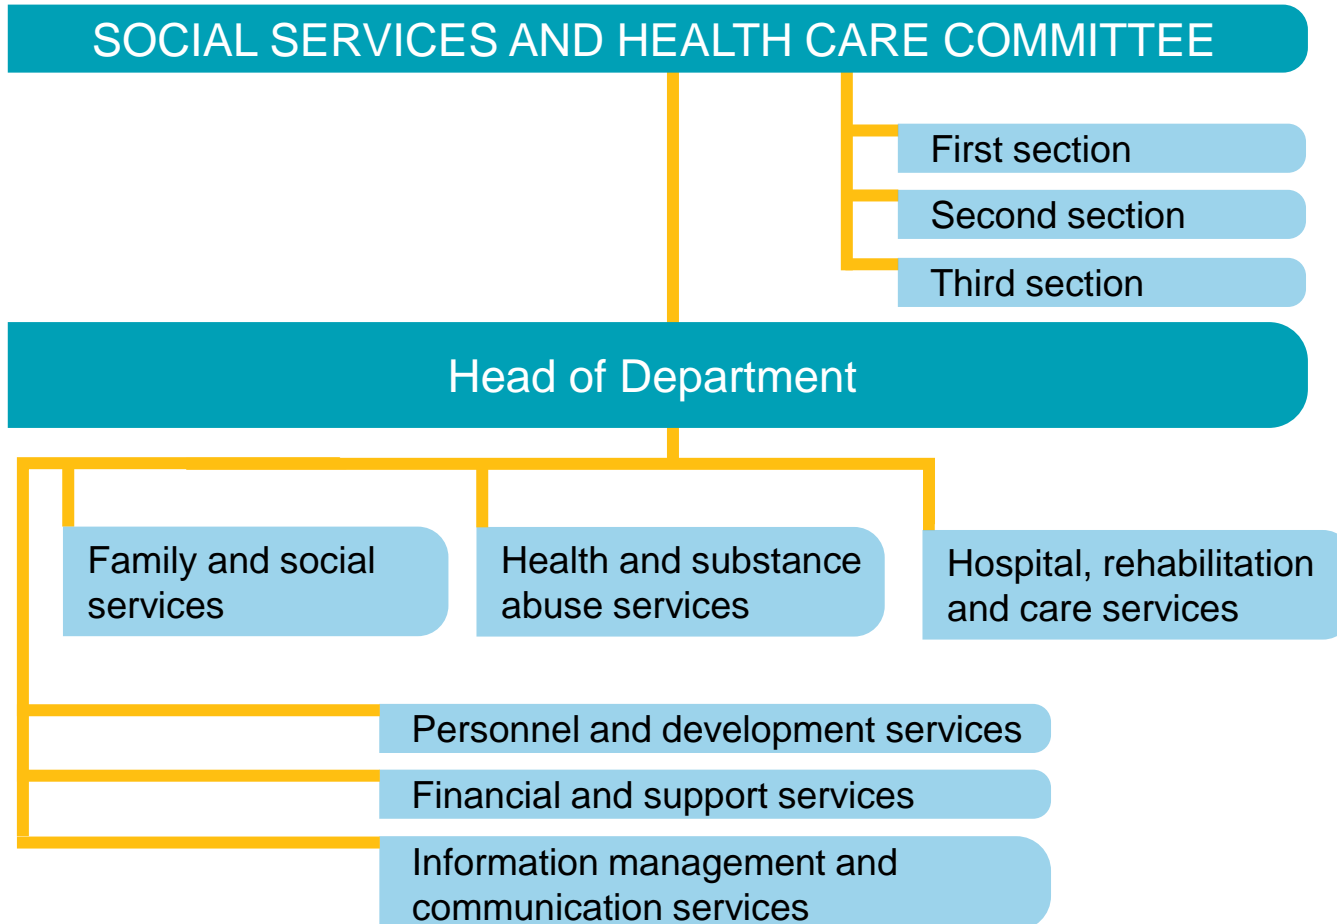 SOCIAL SERVICES AND HEALTH CARE COMMITTEE
First section
Second section
Third section
Head of Department
Family and social
services
Health and substance
abuse services
Hospital, rehabilitation
and care services
Personnel and development services
Financial and support services
Information management and
communication services